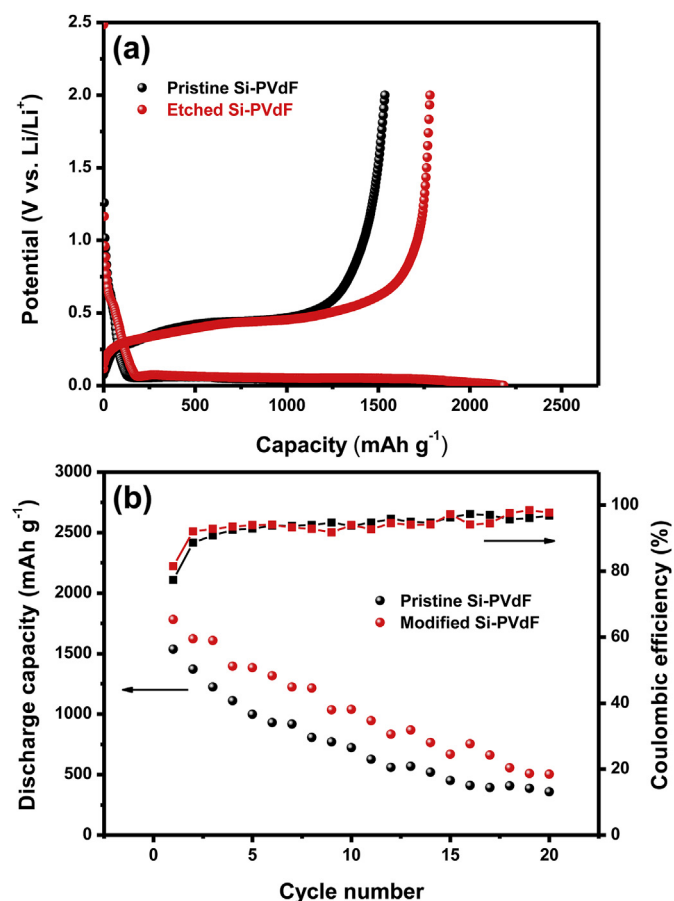 (a)
Pristine Si-PVdF
Etched Si-PVdF
Potential (V vs. Li/Li⁺)
2.5
2.0
1.5
1.0
0.5
0.0
0 500 1000 1500 2000 2500
Capacity (mAh g⁻¹)
(b)
Pristine Si-PVdF
Modified Si-PVdF
Discharge capacity (mAh g⁻¹)
3000
2500
2000
1500
1000
500
0
Coulombic efficiency (%)
100
80
60
40
20
0
0 5 10 15 20
Cycle number